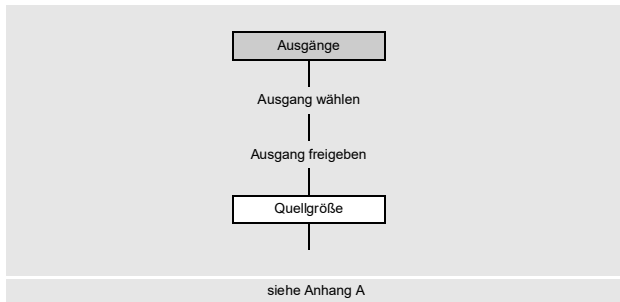 Ausgänge
Ausgang wählen
Ausgang freigeben
Quellgröße
siehe Anhang A